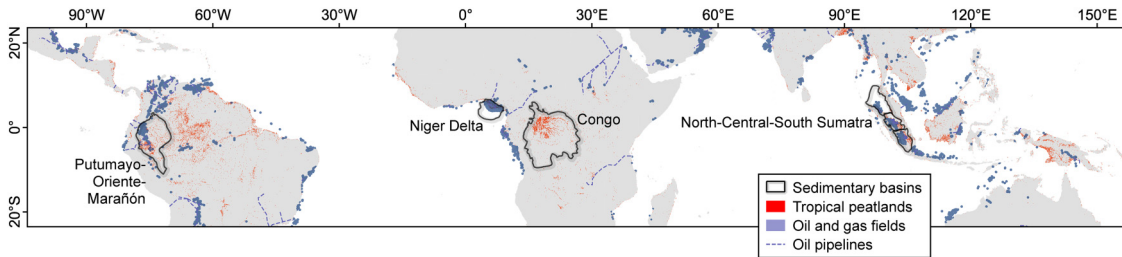 90°W 60°W 30°W 0° 30°E 60°E 90°E 120°E 150°E
20°N
0°
20°S
Niger Delta
Congo
North-Central-South Sumatra
Putumayo-
Oriente-
Marañón
Sedimentary basins
Tropical peatlands
Oil and gas fields
Oil pipelines